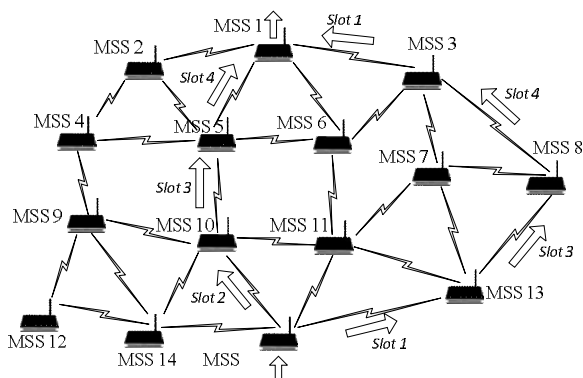 MSS 1
Slot 1
MSS 2
MSS 3
Slot 4
Slot 4
MSS 4
MSS 5
MSS 6
MSS 7
MSS 8
Slot 3
MSS 9
MSS 10
MSS 11
Slot 3
Slot 2
MSS 13
MSS 12
MSS 14
MSS
Slot 1